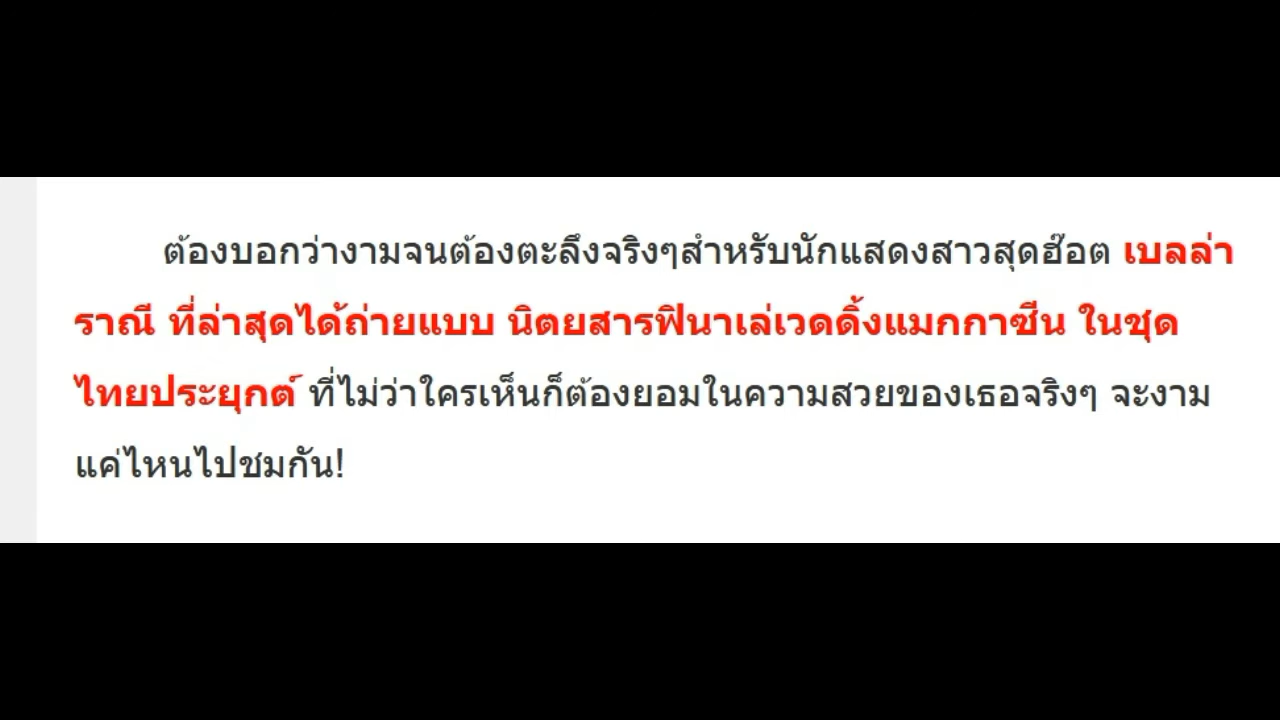 ต้องบอกว่างามจนต้องตะลึงจริงๆสำหรับนักแสดงสาวสุดฮ๊อต เบลล่า
ราณี ที่ล่าสุดได้ถ่ายแบบ นิตยสารฟินาเล่เวดดิ้งแมกกาซีน ในชุด
ไทยประยุกต์ ที่ไม่ว่าใครเห็นก็ต้องยอมในความสวยของเธอจริงๆ จะงาม
แค่ไหนไปชมกัน!